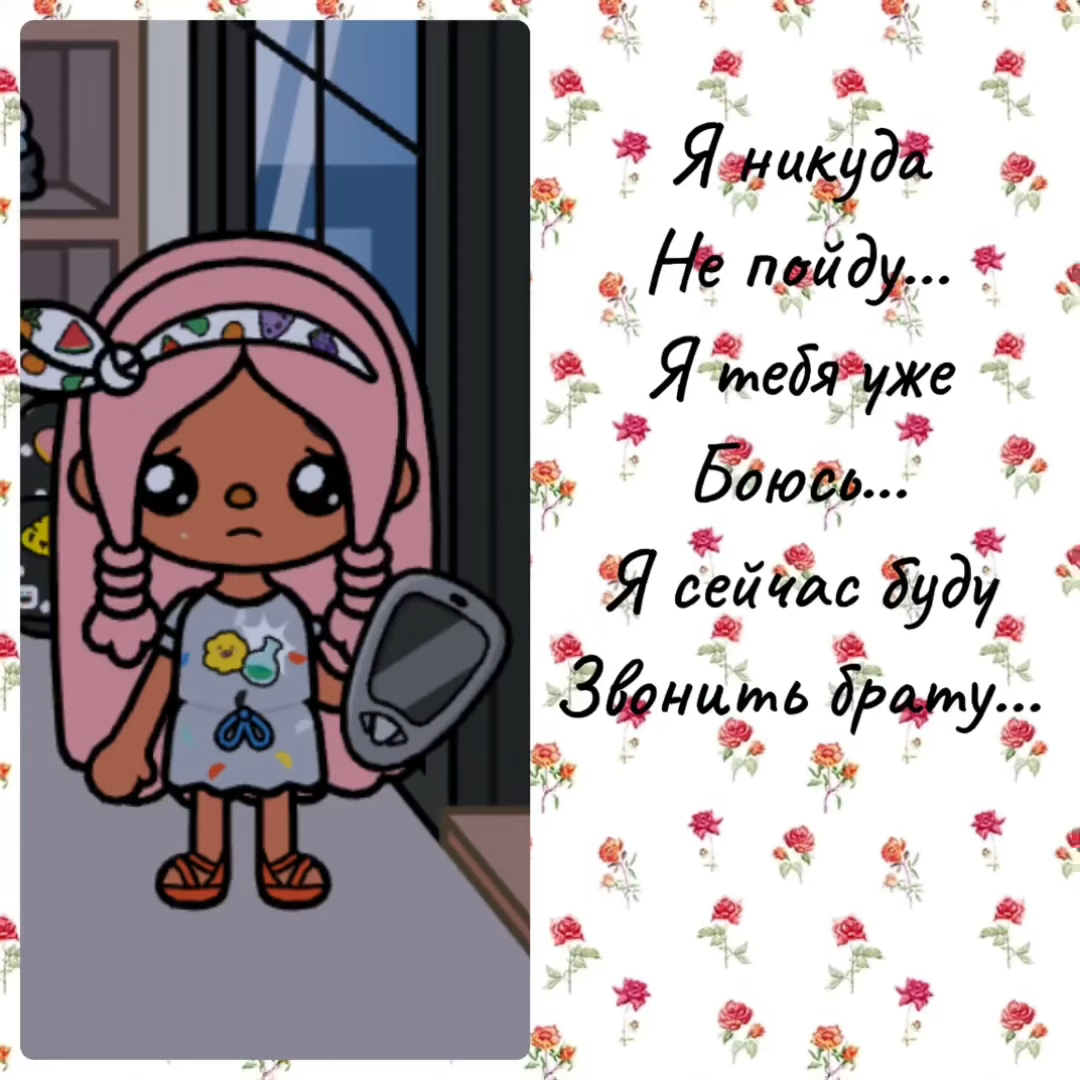 Я никуда
Не пойду...
Я тебя уже
Боюсь...
Я сейчас буду
Звонить брату...